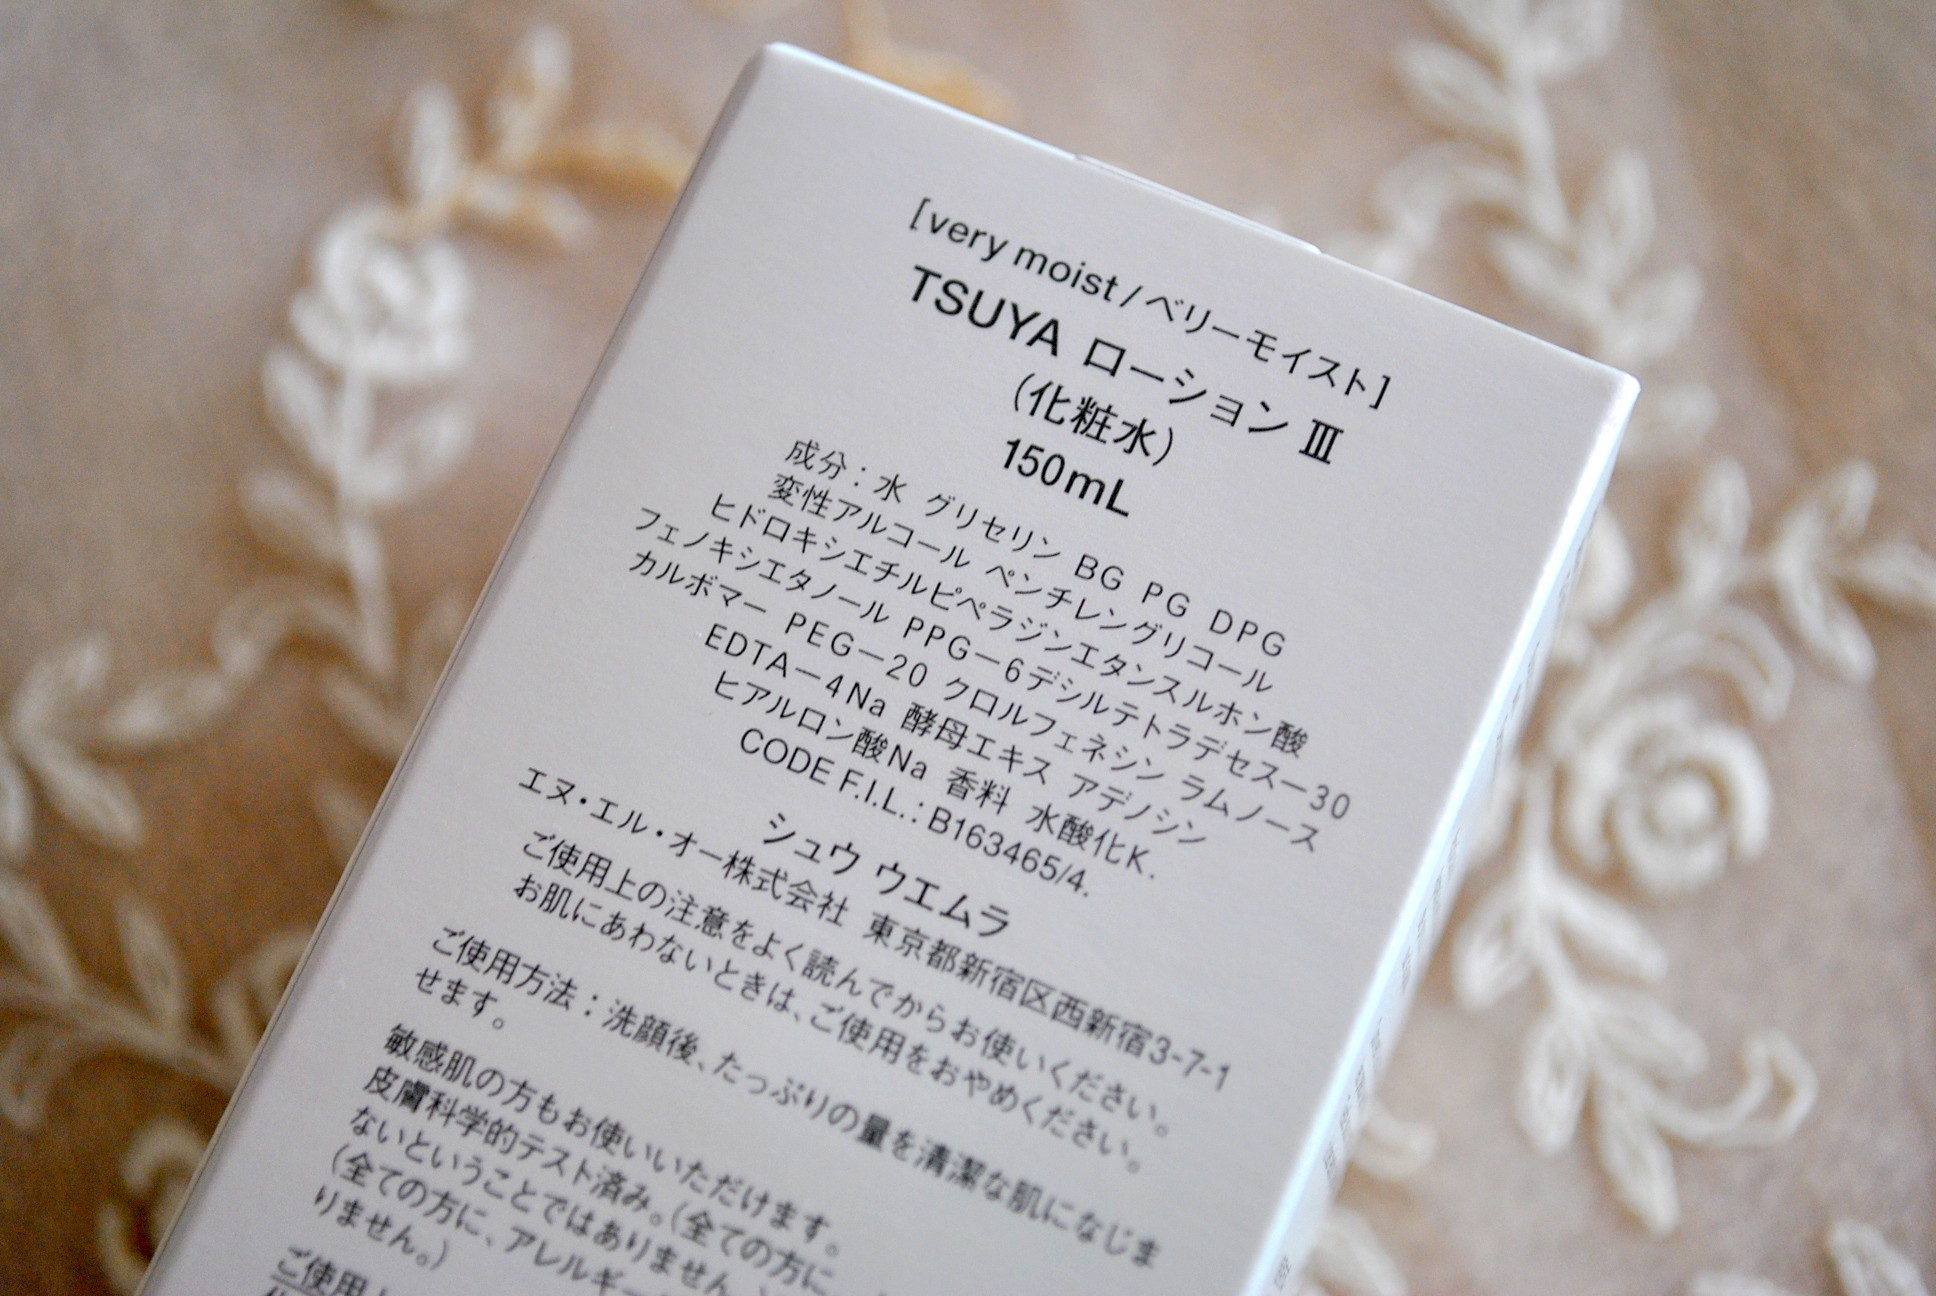 [very moist/ベリーモイスト]
TSUYA ローション Ⅲ
(化粧水)
150mL
成分：水 グリセリン BG PG DPG
変性アルコール ペンチレングリコール
ヒドロキシエチルピペラジンエタンスルホン酸
フェノキシエタノール PPG－6デシルテトラデセス－30
カルボマー PEG－20 クロルフェネシン ラムノース
EDTA－4Na 酵母エキス アデノシン
ヒアルロン酸Na 香料 水酸化K.
CODE F.I.L.: B163465/4.
シュウ ウエムラ
エヌ・エル・オー株式会社 東京都新宿区西新宿3-7-1
ご使用上の注意をよく読んでからお使いください。
お肌にあわないときは、ご使用をおやめください。
ご使用方法：洗顔後、たっぷりの量を清潔な肌になじま
せます。
敏感肌の方もお使いいただけます。
皮膚科学的テスト済み。(全ての方に
ないということではありません。
(全ての方に、アレルギー
りません。)
ご使用